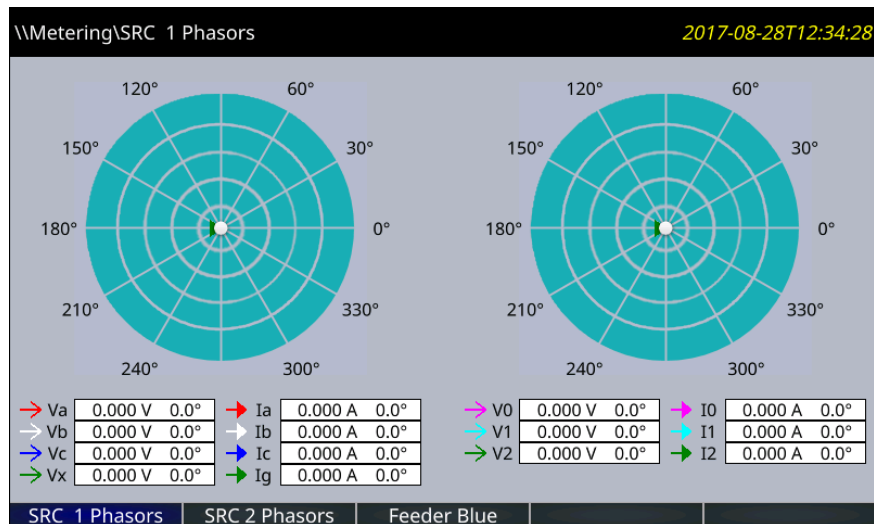 \\Metering\SRC 1 Phasors 2017-08-28T12:34:28
120° 60° 120° 60°
150° 30° 150° 30°
180° 0° 180° 0°
210° 330° 210° 330°
240° 300° 240° 300°
Va 0.000 V 0.0° Ia 0.000 A 0.0° V0 0.000 V 0.0° I0 0.000 A 0.0°
Vb 0.000 V 0.0° Ib 0.000 A 0.0° V1 0.000 V 0.0° I1 0.000 A 0.0°
Vc 0.000 V 0.0° Ic 0.000 A 0.0° V2 0.000 V 0.0° I2 0.000 A 0.0°
Vx 0.000 V 0.0° Ig 0.000 A 0.0°
SRC 1 Phasors SRC 2 Phasors Feeder Blue